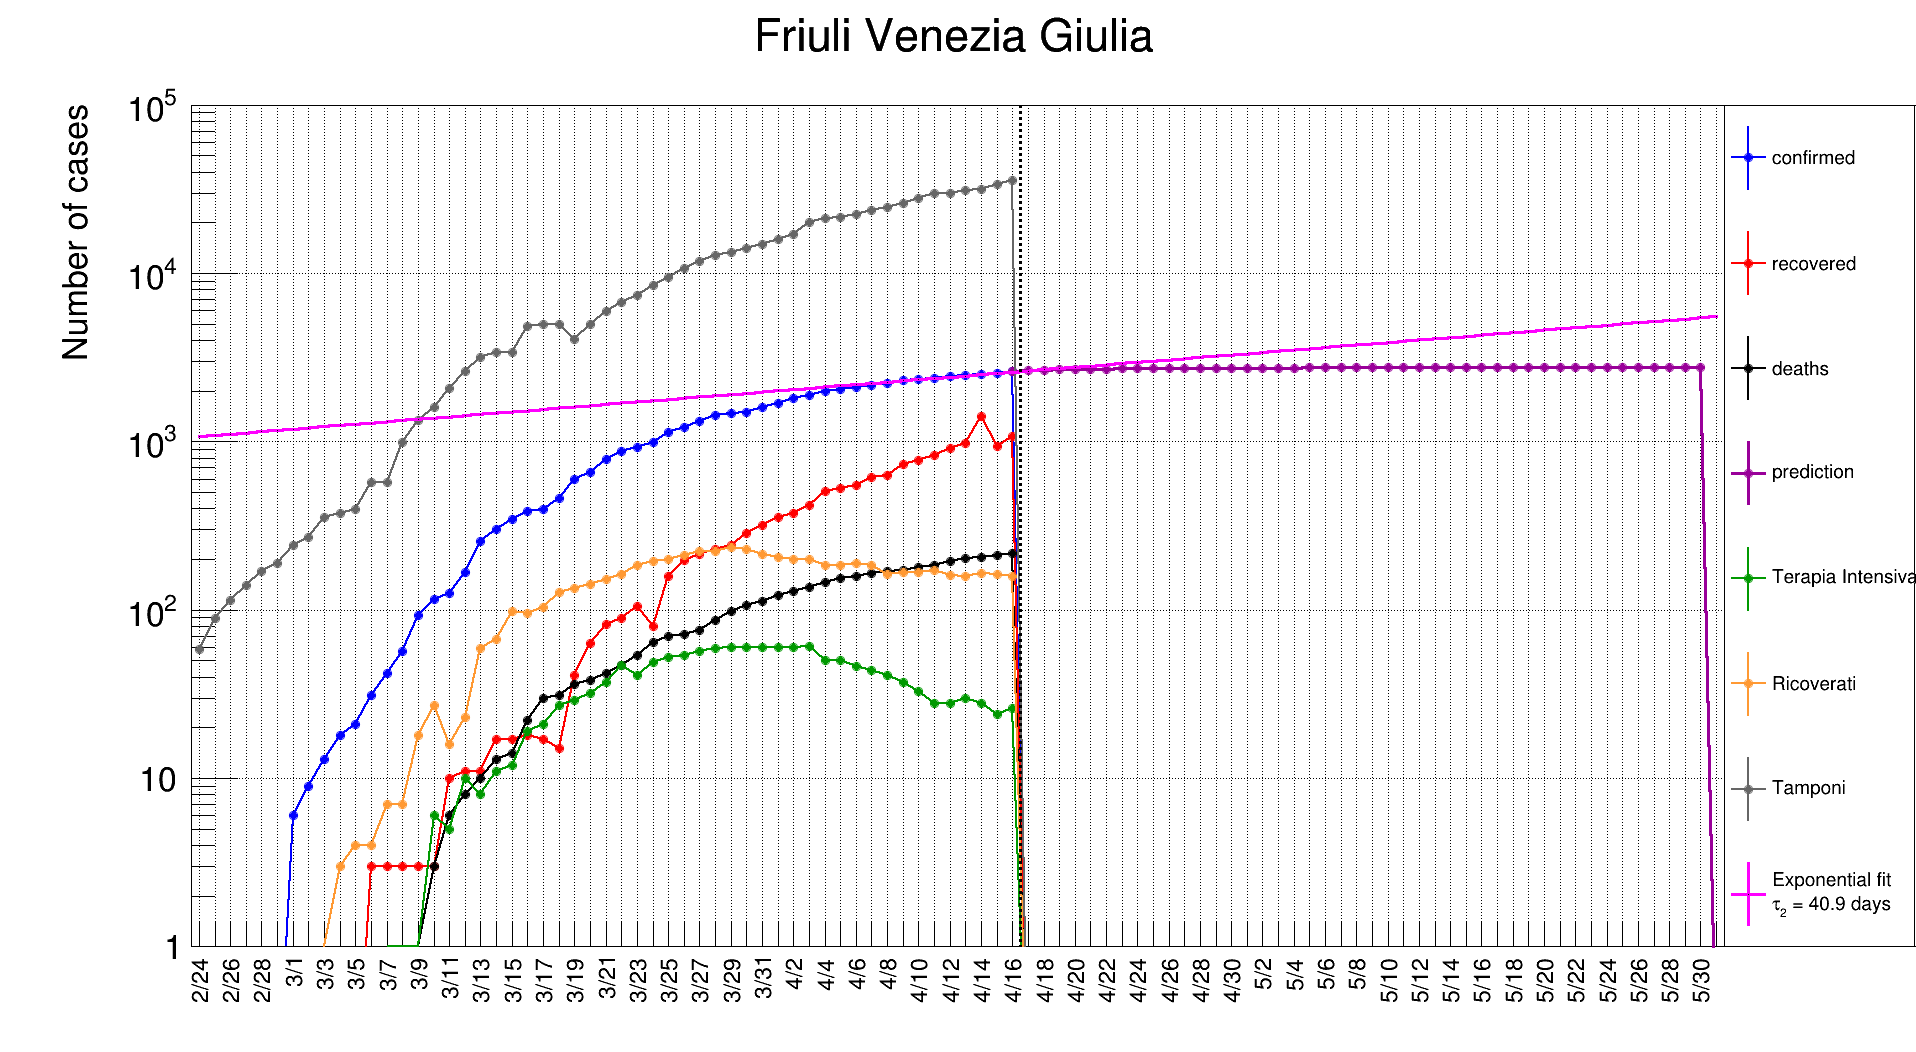 Friuli Venezia Giulia
Number of cases
10^5
10^4
10^3
10^2
10
1
2/24 2/26 2/28 3/1 3/3 3/5 3/7 3/9 3/11 3/13 3/15 3/17 3/19 3/21 3/23 3/25 3/27 3/29 3/31 4/2 4/4 4/6 4/8 4/10 4/12 4/14 4/16 4/18 4/20 4/22 4/24 4/26 4/28 4/30 5/2 5/4 5/6 5/8 5/10 5/12 5/14 5/16 5/18 5/20 5/22 5/24 5/26 5/28 5/30
confirmed
recovered
deaths
prediction
Terapia Intensiva
Ricoverati
Tamponi
Exponential fit
τ_2 = 40.9 days